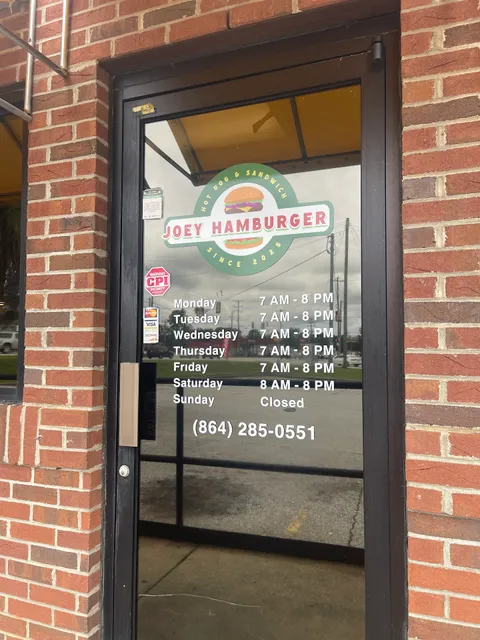 HOT DOG & SANDWICH
JOEY HAMBURGER
SINCE 2025
CPI
VISA
Monday 7 AM - 8 PM
Tuesday 7 AM - 8 PM
Wednesday 7 AM - 8 PM
Thursday 7 AM - 8 PM
Friday 7 AM - 8 PM
Saturday 8 AM - 8 PM
Sunday Closed
(864) 285-0551